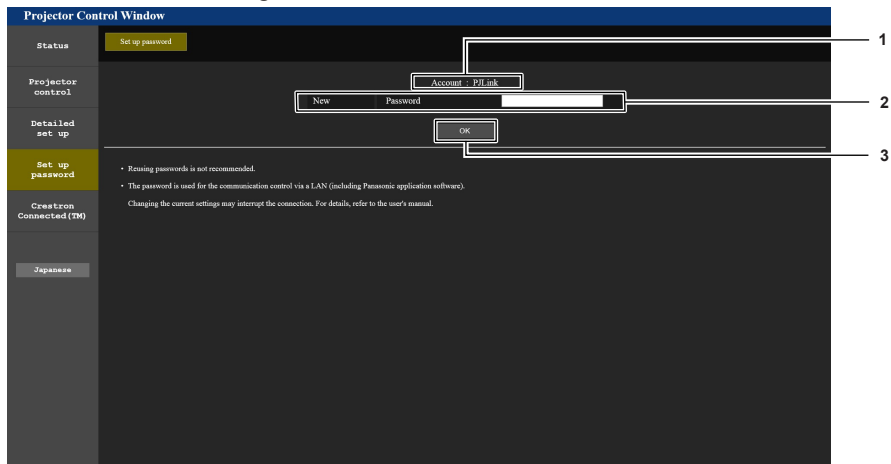 Projector Control Window
Status
Set up password
1
Projector
control
Account : PJLink
New Password
2
Detailed
set up
OK
3
Set up
password
• Reusing passwords is not recommended.
• The password is used for the communication control via a LAN (including Panasonic application software).
Changing the current settings may interrupt the connection. For details, refer to the user's manual.
Crestron
Connected(TM)
Japanese